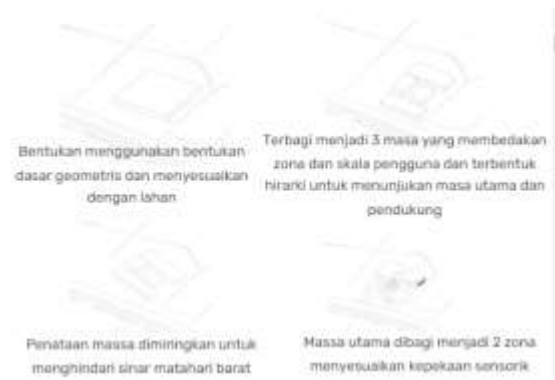 Bentukan menggunakan bentukan
dasar geometris dan menyesuaikan
dengan lahan
Terbagi menjadi 3 masa yang membedakan
zona dan skala pengguna dan terbentuk
hirarki untuk menunjukan masa utama dan
pendukung
Penataan massa dimiringkan untuk
menghindari sinar matahari barat
Massa utama dibagi menjadi 2 zona
menyesuaikan kepekaan sensorik